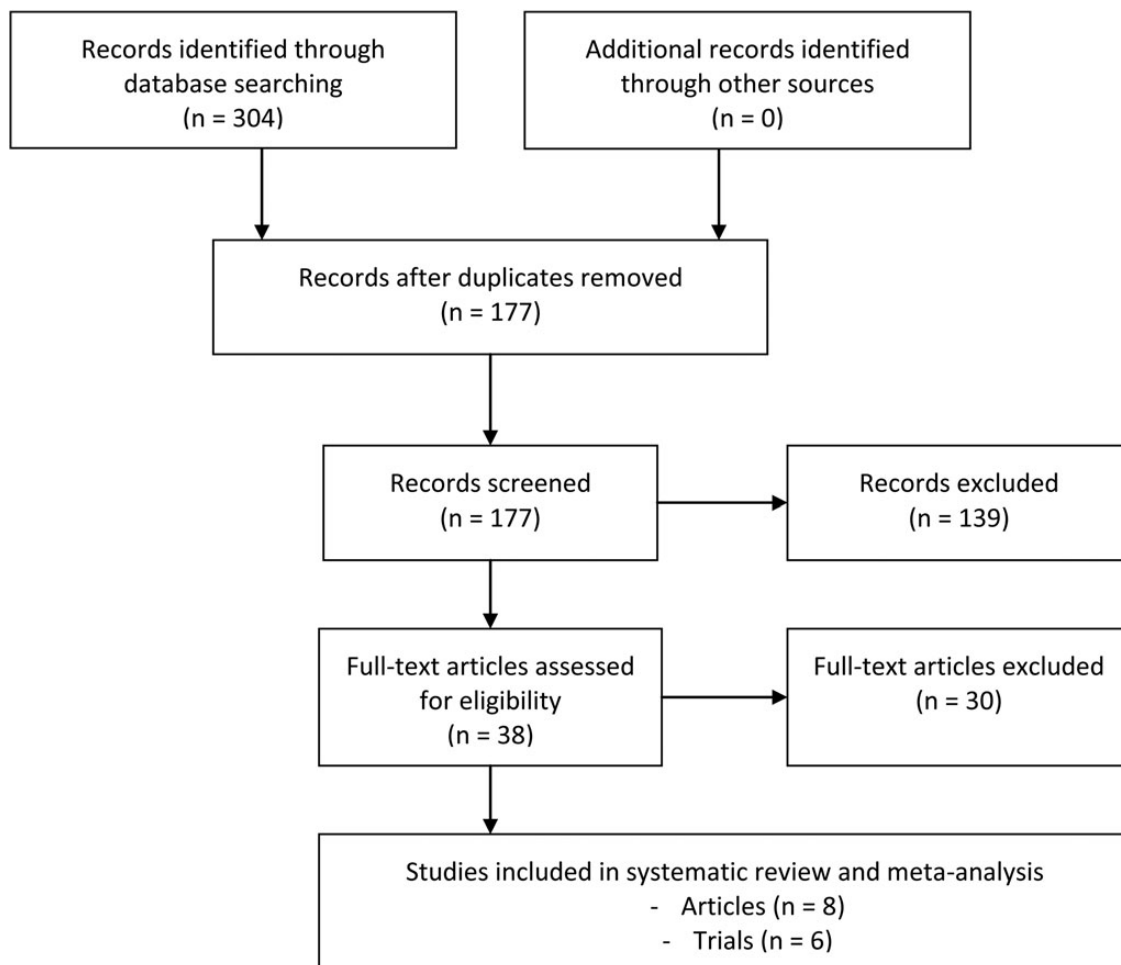 Records identified through
database searching
(n = 304)
Additional records identified
through other sources
(n = 0)
Records after duplicates removed
(n = 177)
Records screened
(n = 177)
Records excluded
(n = 139)
Full-text articles assessed
for eligibility
(n = 38)
Full-text articles excluded
(n = 30)
Studies included in systematic review and meta-analysis
- Articles (n = 8)
- Trials (n = 6)